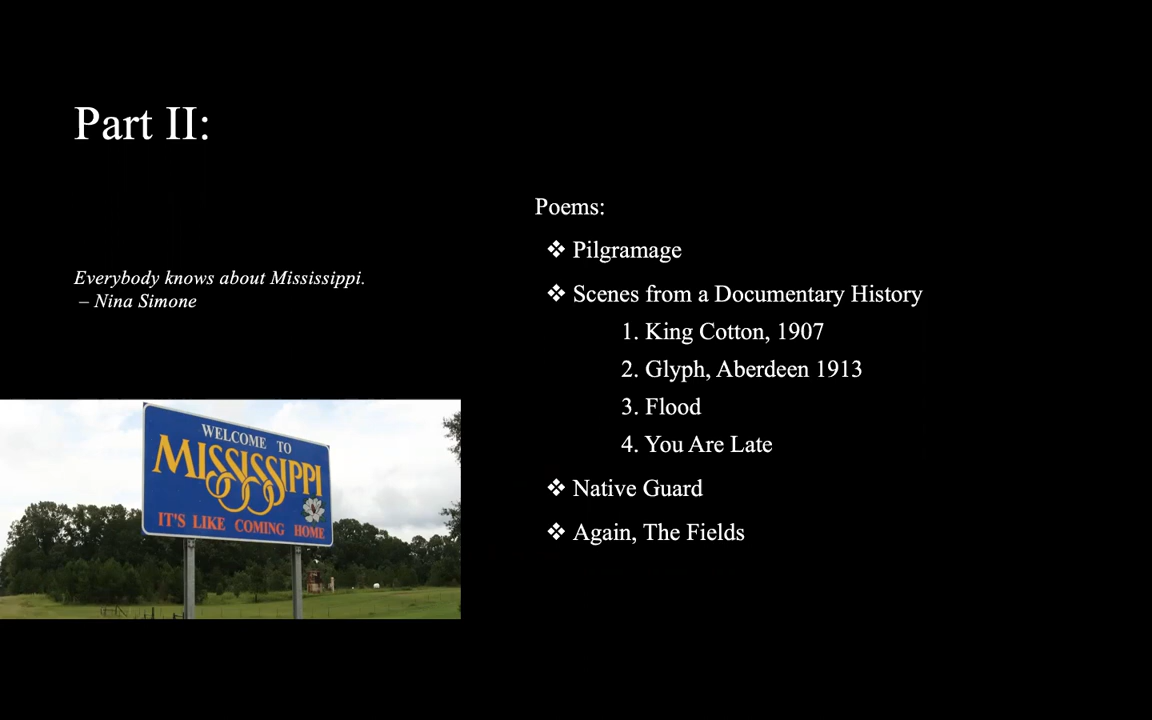 Part II:
Everybody knows about Mississippi.
– Nina Simone
WELCOME TO
MISSISSIPPI
IT'S LIKE COMING HOME
Poems:
❖ Pilgramage
❖ Scenes from a Documentary History
1. King Cotton, 1907
2. Glyph, Aberdeen 1913
3. Flood
4. You Are Late
❖ Native Guard
❖ Again, The Fields